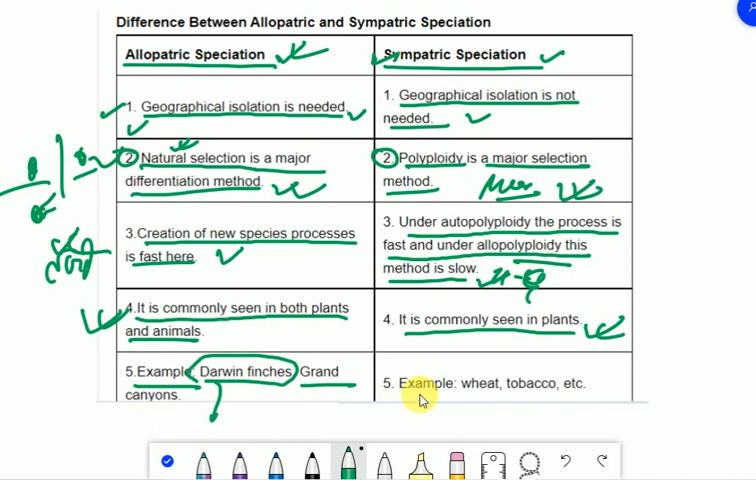 Difference Between Allopatric and Sympatric Speciation
Allopatric Speciation
Sympatric Speciation
1. Geographical isolation is needed.
1. Geographical isolation is not
needed.
2. Natural selection is a major
differentiation method.
2. Polyploidy is a major selection
method.
3.Creation of new species processes
is fast here.
3. Under autopolyploidy the process is
fast and under allopolyploidy this
method is slow.
4.It is commonly seen in both plants
and animals.
4. It is commonly seen in plants.
5.Example: Darwin finches, Grand
canyons.
5. Example: wheat, tobacco, etc.